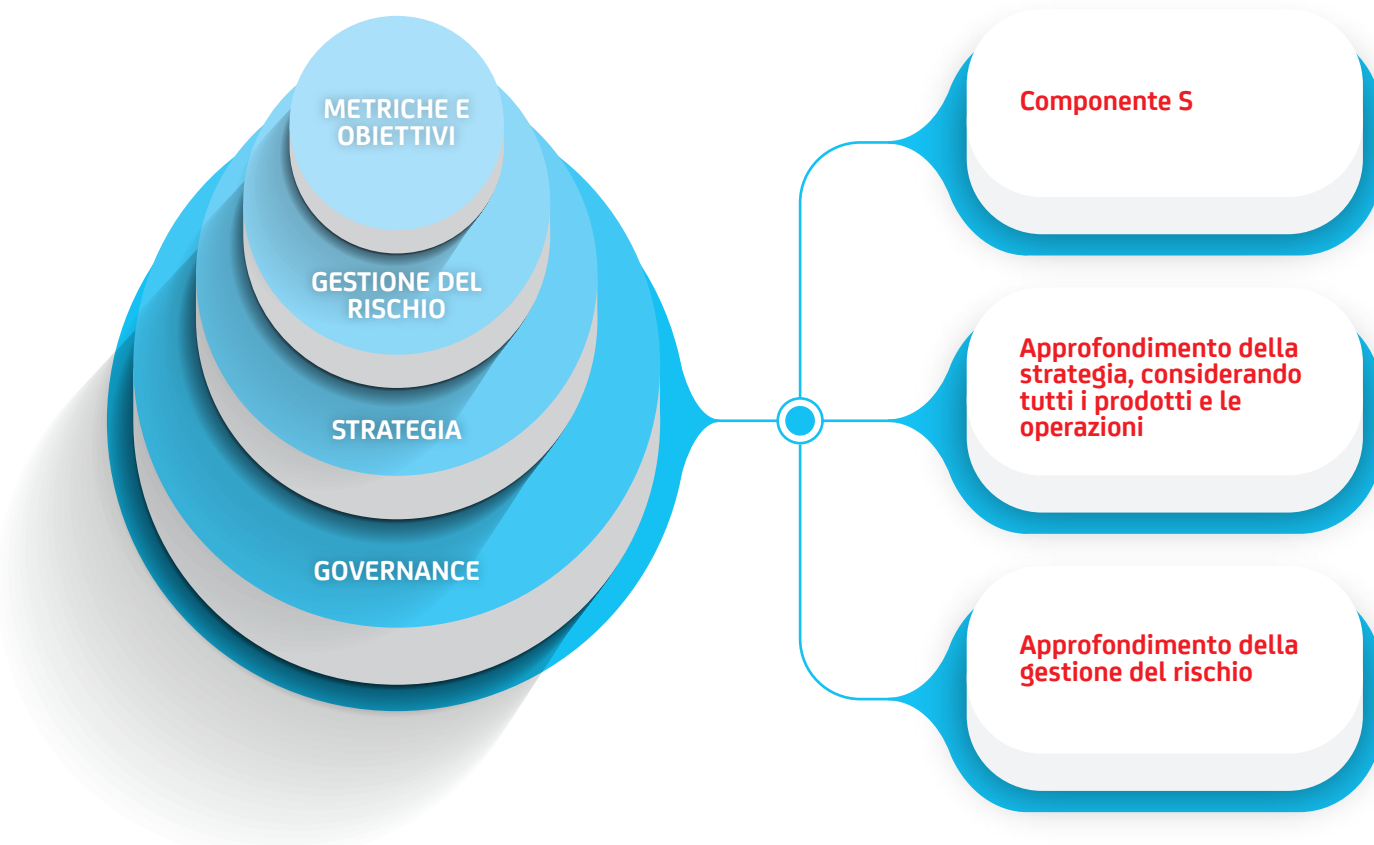 METRICHE E
OBIETTIVI
GESTIONE DEL
RISCHIO
STRATEGIA
GOVERNANCE
Componente S
Approfondimento della
strategia, considerando
tutti i prodotti e le
operazioni
Approfondimento della
gestione del rischio